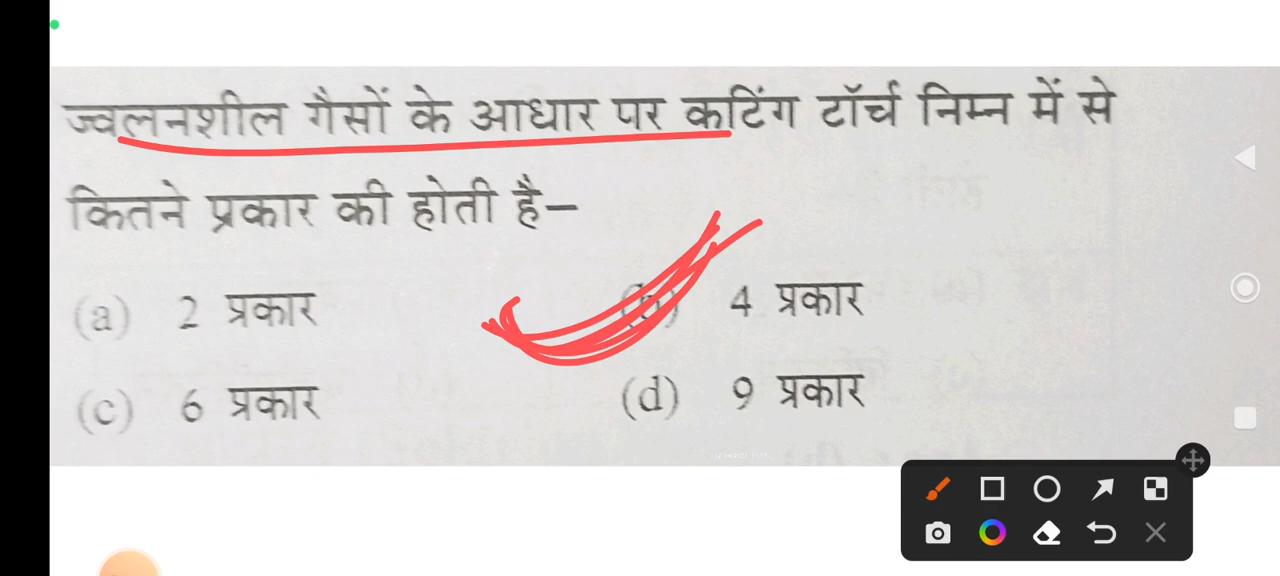 ज्वलनशील गैसों के आधार पर कटिंग टॉर्च निम्न में से
कितने प्रकार की होती है–
(a) 2 प्रकार (b) 4 प्रकार
(c) 6 प्रकार (d) 9 प्रकार